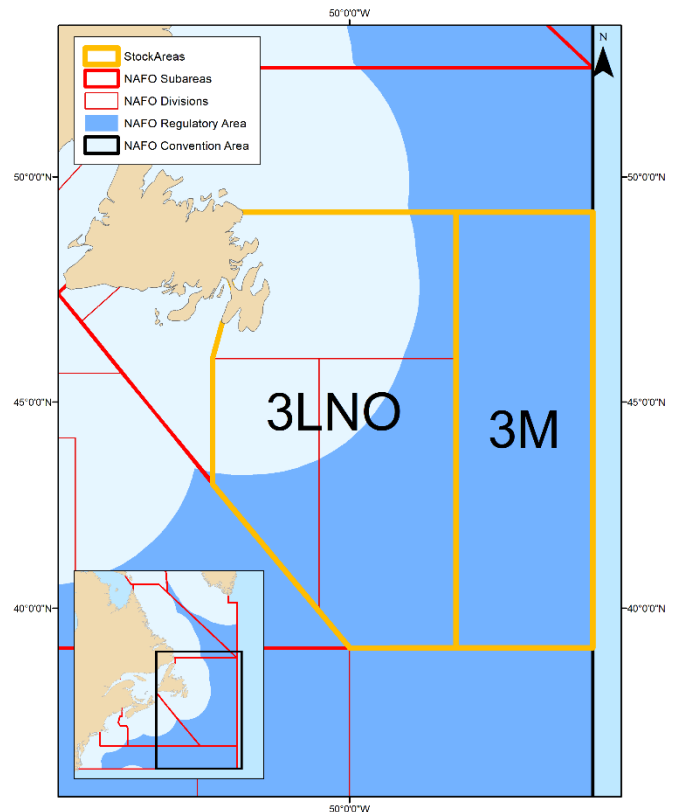 50°0'0"W
StockAreas
NAFO Subareas
NAFO Divisions
NAFO Regulatory Area
NAFO Convention Area
N
50°0'0"N
50°0'0"N
45°0'0"N
45°0'0"N
3LNO
3M
40°0'0"N
40°0'0"N
50°0'0"W